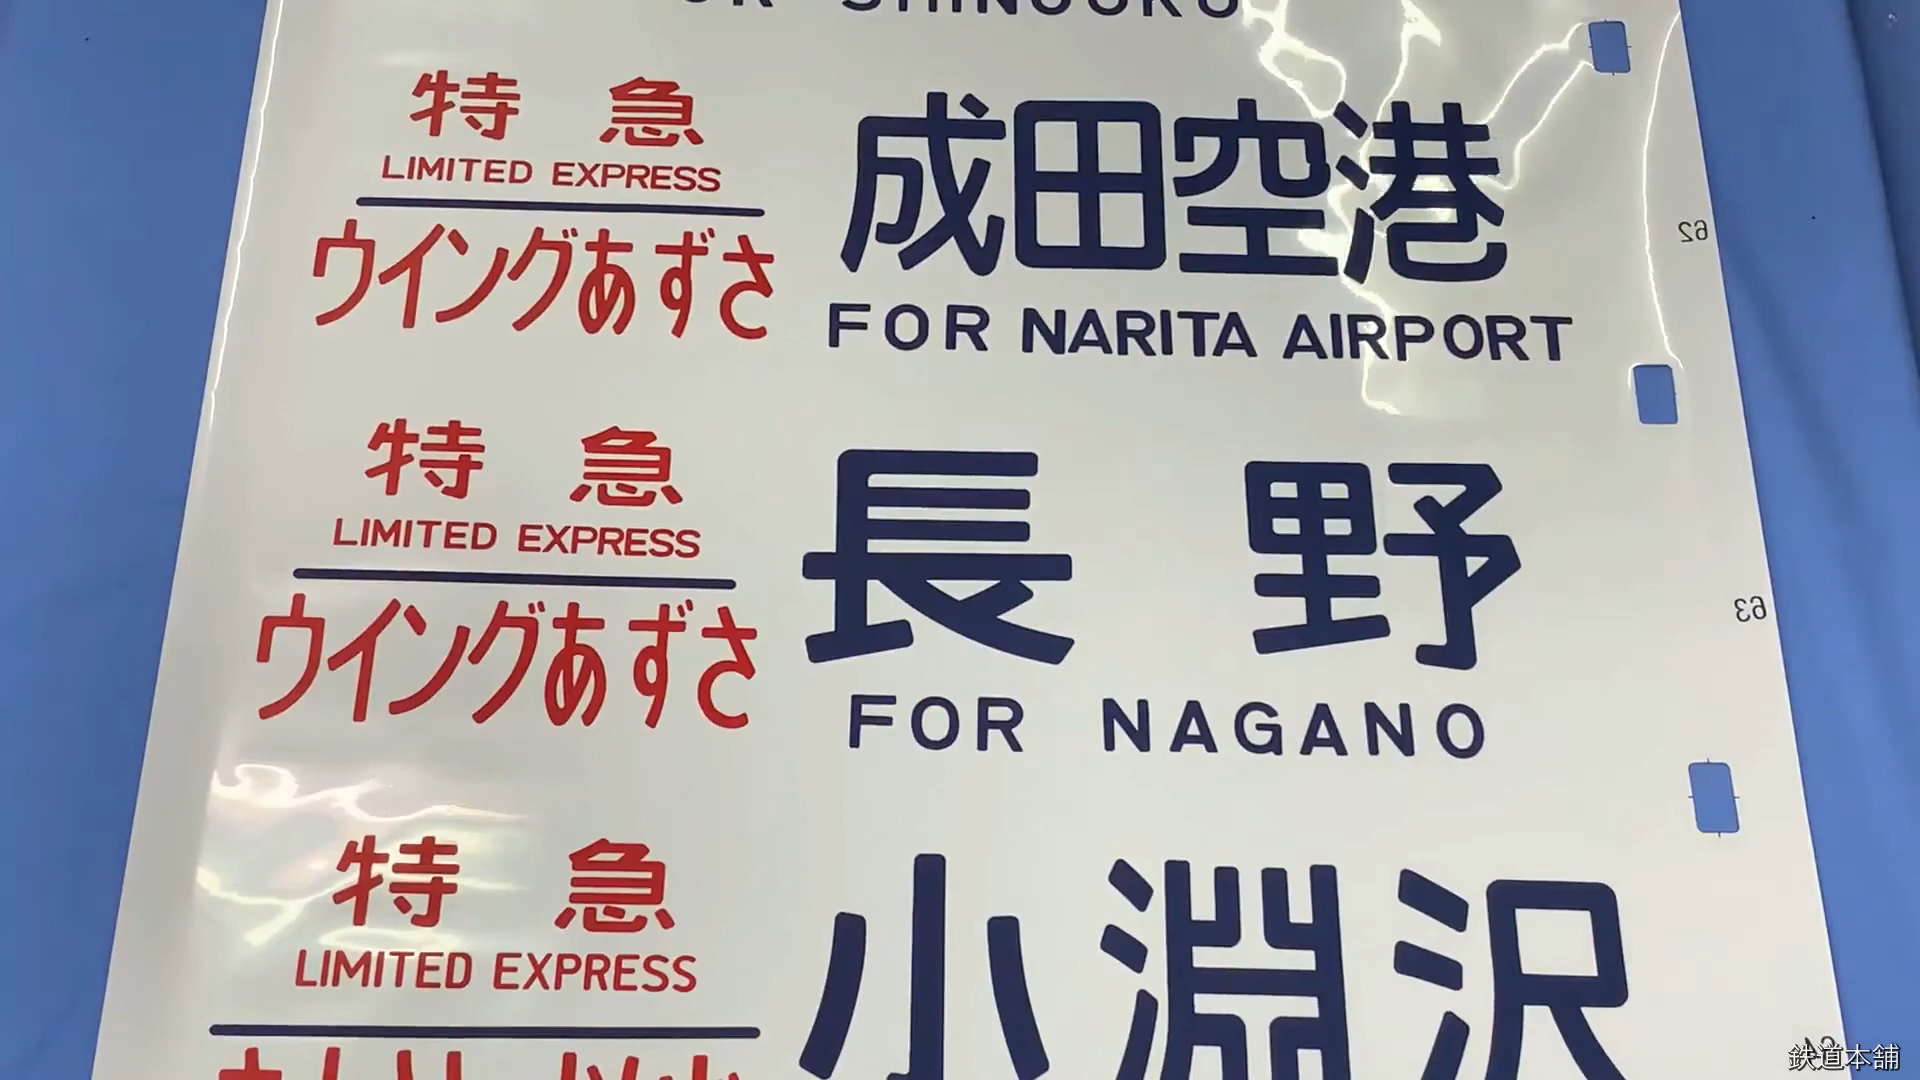 FOR SHINJUKU
特急
LIMITED EXPRESS
ウイングあずさ
成田空港
FOR NARITA AIRPORT
62
特急
LIMITED EXPRESS
ウイングあずさ
長野
FOR NAGANO
63
特急
LIMITED EXPRESS
小淵沢
鉄道本舗